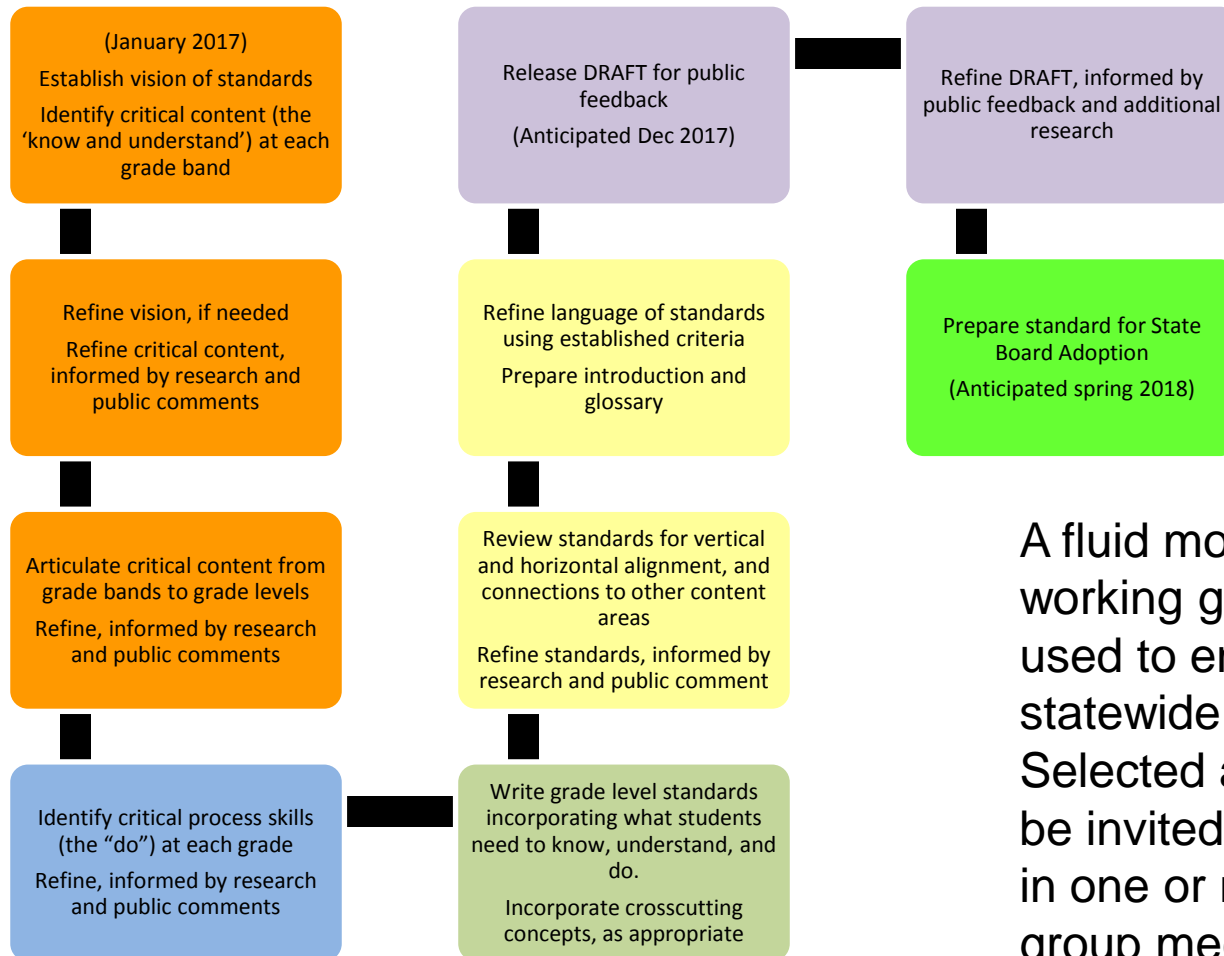 (January 2017)
Establish vision of standards
Identify critical content (the
‘know and understand’) at each
grade band
Refine vision, if needed
Refine critical content,
informed by research and
public comments
Articulate critical content from
grade bands to grade levels
Refine, informed by research
and public comments
Identify critical process skills
(the “do”) at each grade
Refine, informed by research
and public comments
Write grade level standards
incorporating what students
need to know, understand, and
do.
Incorporate crosscutting
concepts, as appropriate
Review standards for vertical
and horizontal alignment, and
connections to other content
areas
Refine standards, informed by
research and public comment
Refine language of standards
using established criteria
Prepare introduction and
glossary
Release DRAFT for public
feedback
(Anticipated Dec 2017)
Refine DRAFT, informed by
public feedback and additional
research
Prepare standard for State
Board Adoption
(Anticipated spring 2018)
A fluid
working
used to
statewide
Selected
be invited
in one or
group